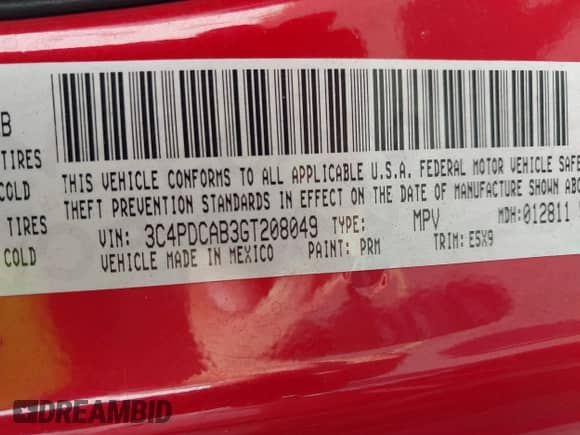 B
TIRES
COLD
TIRES
COLD
THIS VEHICLE CONFORMS TO ALL APPLICABLE U.S.A. FEDERAL MOTOR VEHICLE SAFE
THEFT PREVENTION STANDARDS IN EFFECT ON THE DATE OF MANUFACTURE SHOWN ABO
VIN: 3C4PDCAB3GT208049 TYPE: MPV MDH:012811
VEHICLE MADE IN MEXICO PAINT: PRM TRIM: E5X9
DREAMBID